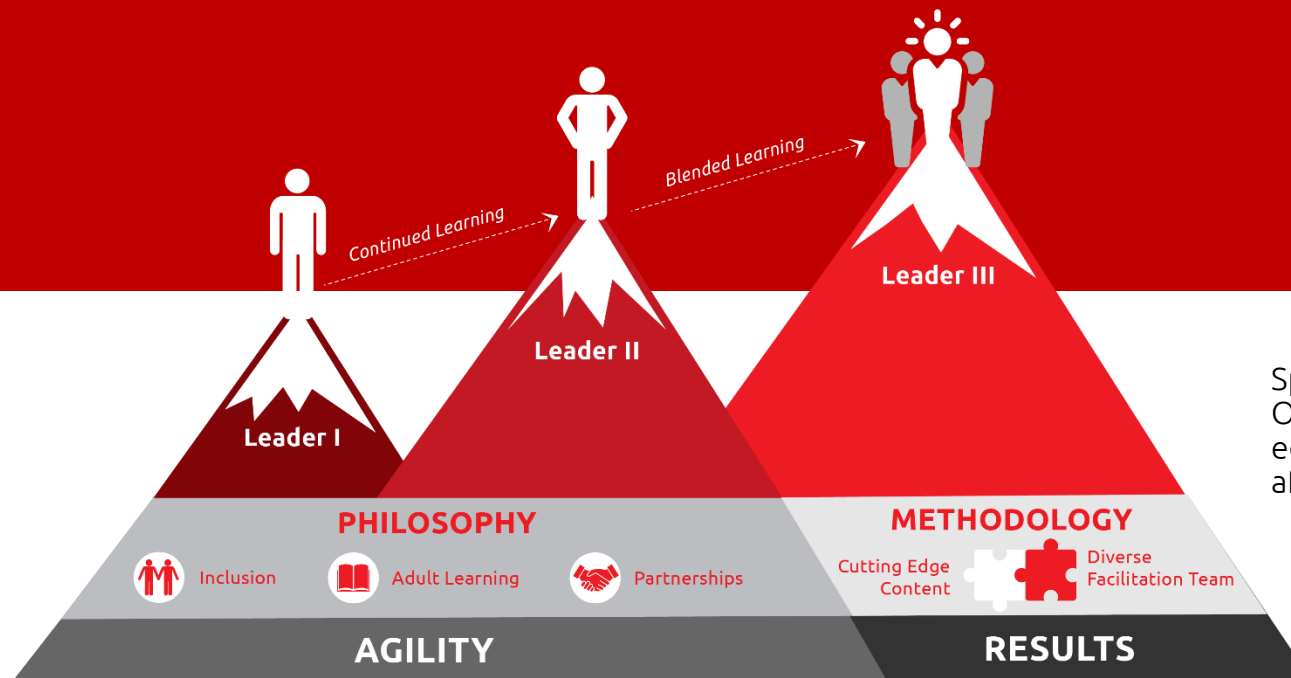 Continued Learning
Blended Learning
Leader I
Leader II
Leader III
PHILOSOPHY
Inclusion
Adult Learning
Partnerships
METHODOLOGY
Cutting Edge
Content
Diverse
Facilitation Team
AGILITY
RESULTS